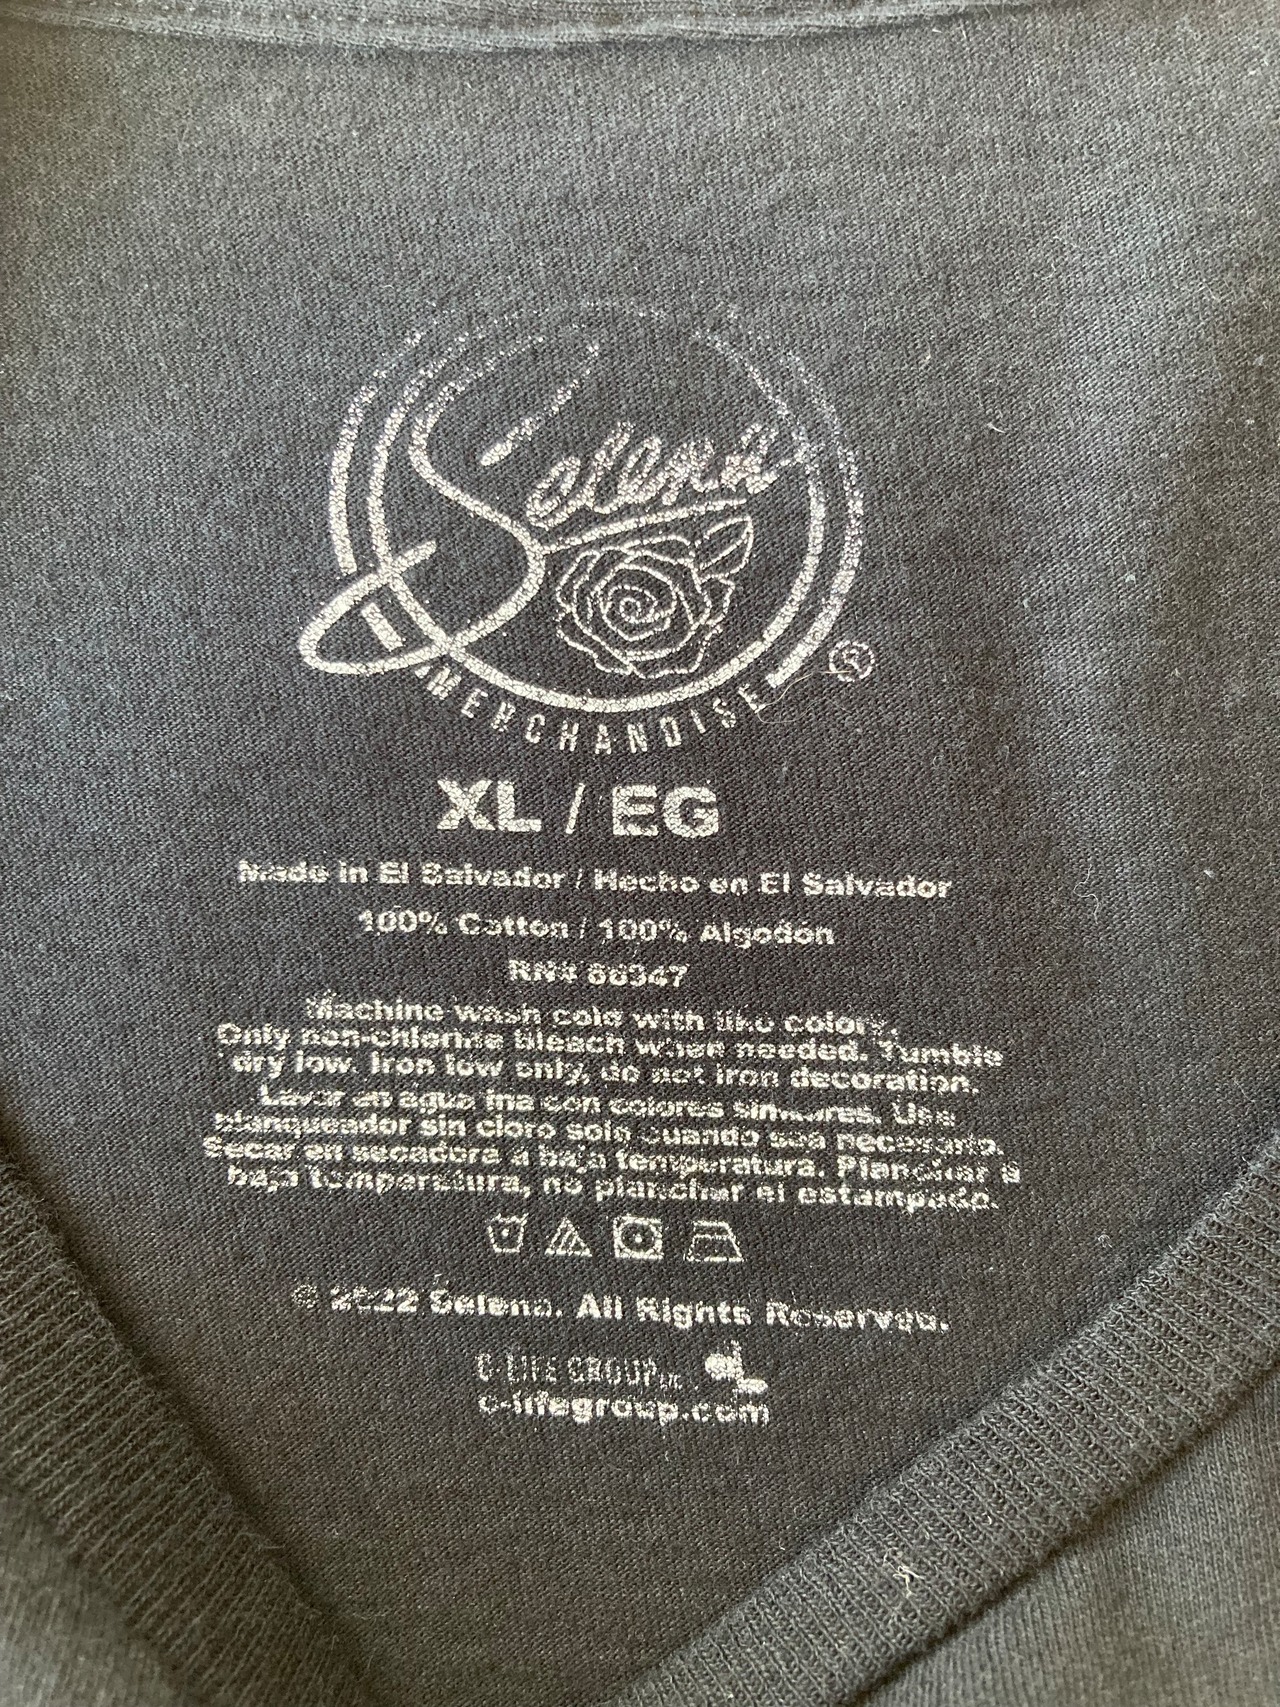 Selena
MERCHANDISE ®
XL / EG
Made in El Salvador / Hecho en El Salvador
100% Cotton / 100% Algodón
RN# 86347
Machine wash cold with like colors.
Only non-chlorine bleach when needed. Tumble
dry low. Iron low only, do not iron decoration.
Lavar en agua fria con colores similares. Use
blanqueador sin cloro solo cuando sea necesario.
Secar en secadora a baja temperatura. Planchar a
baja temperatura, no planchar el estampado.
© 2022 Selena. All Rights Reserved.
C-LIFE GROUP
c-lifegroup.com